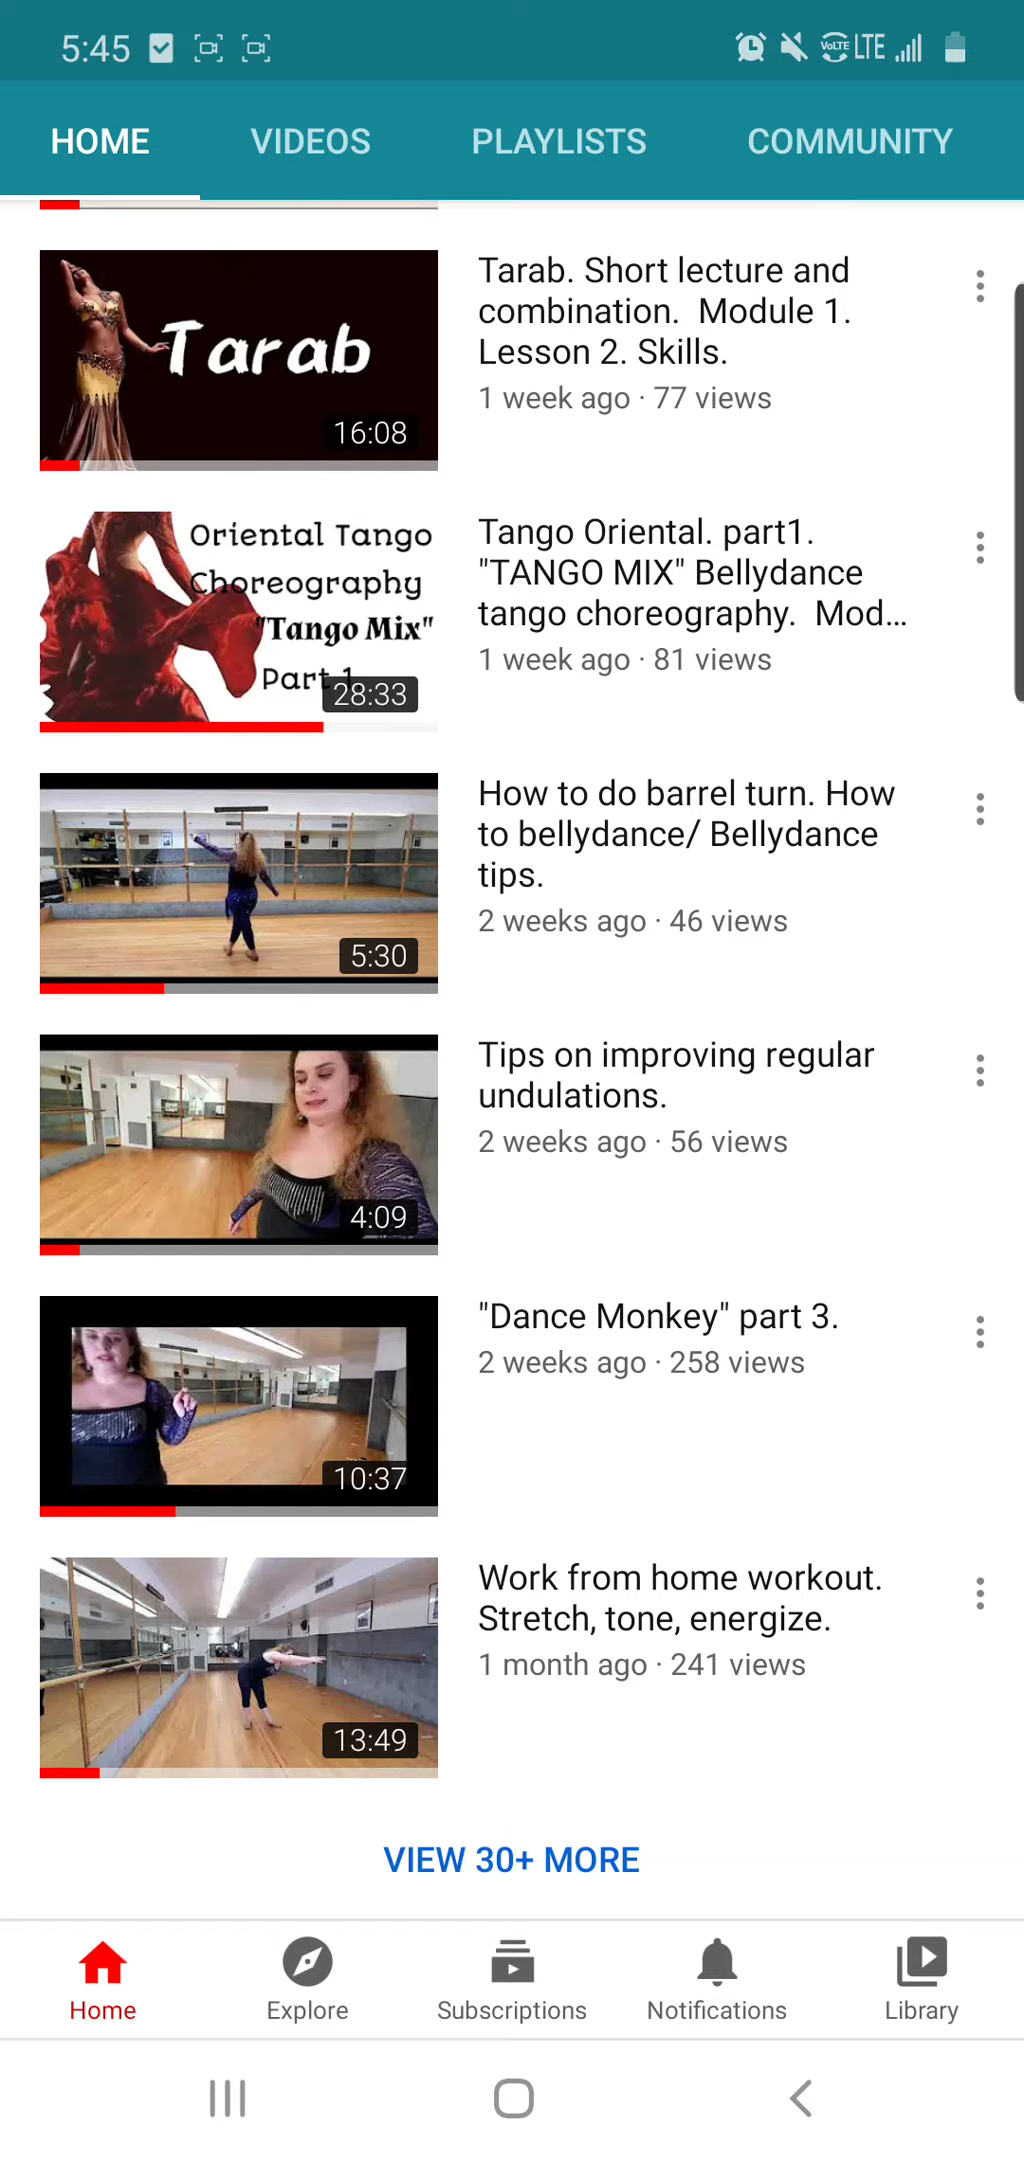 5:45
VoLTE LTE
HOME VIDEOS PLAYLISTS COMMUNITY
Tarab
16:08
Tarab. Short lecture and
combination.  Module 1.
Lesson 2. Skills.
1 week ago · 77 views
Oriental Tango
Choreography
"Tango Mix"
Part 1
28:33
Tango Oriental. part1.
"TANGO MIX" Bellydance
tango choreography.  Mod...
1 week ago · 81 views
5:30
How to do barrel turn. How
to bellydance/ Bellydance
tips.
2 weeks ago · 46 views
4:09
Tips on improving regular
undulations.
2 weeks ago · 56 views
10:37
"Dance Monkey" part 3.
2 weeks ago · 258 views
13:49
Work from home workout.
Stretch, tone, energize.
1 month ago · 241 views
VIEW 30+ MORE
Home Explore Subscriptions Notifications Library